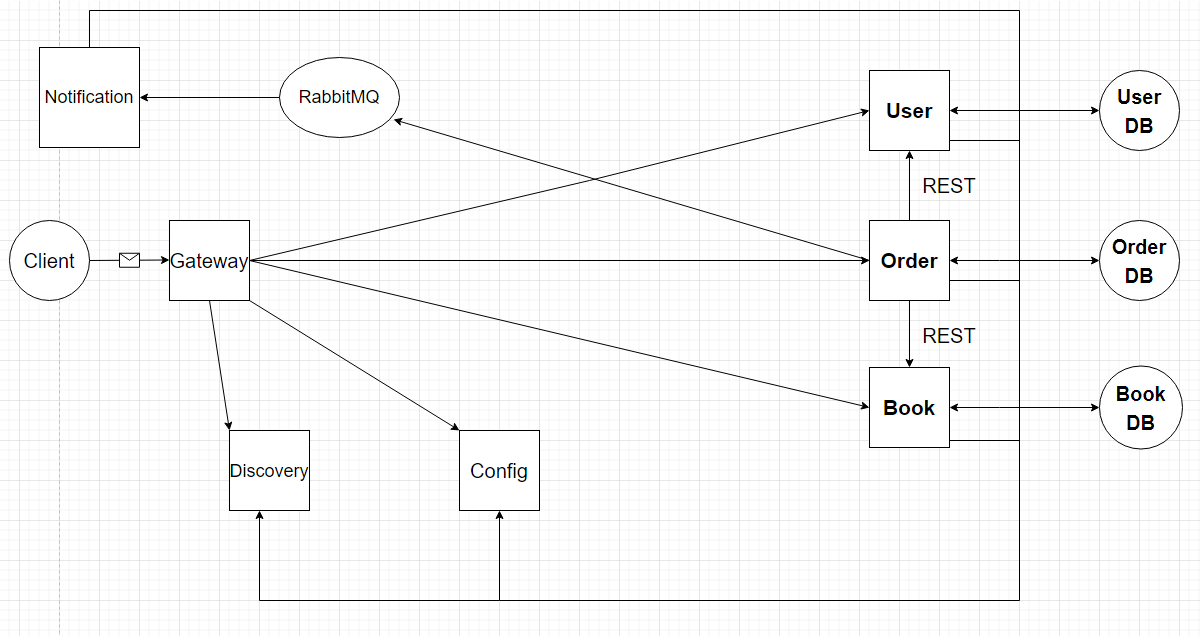 Notification
RabbitMQ
User
User
DB
REST
Client
Gateway
Order
Order
DB
REST
Book
Book
DB
Discovery
Config